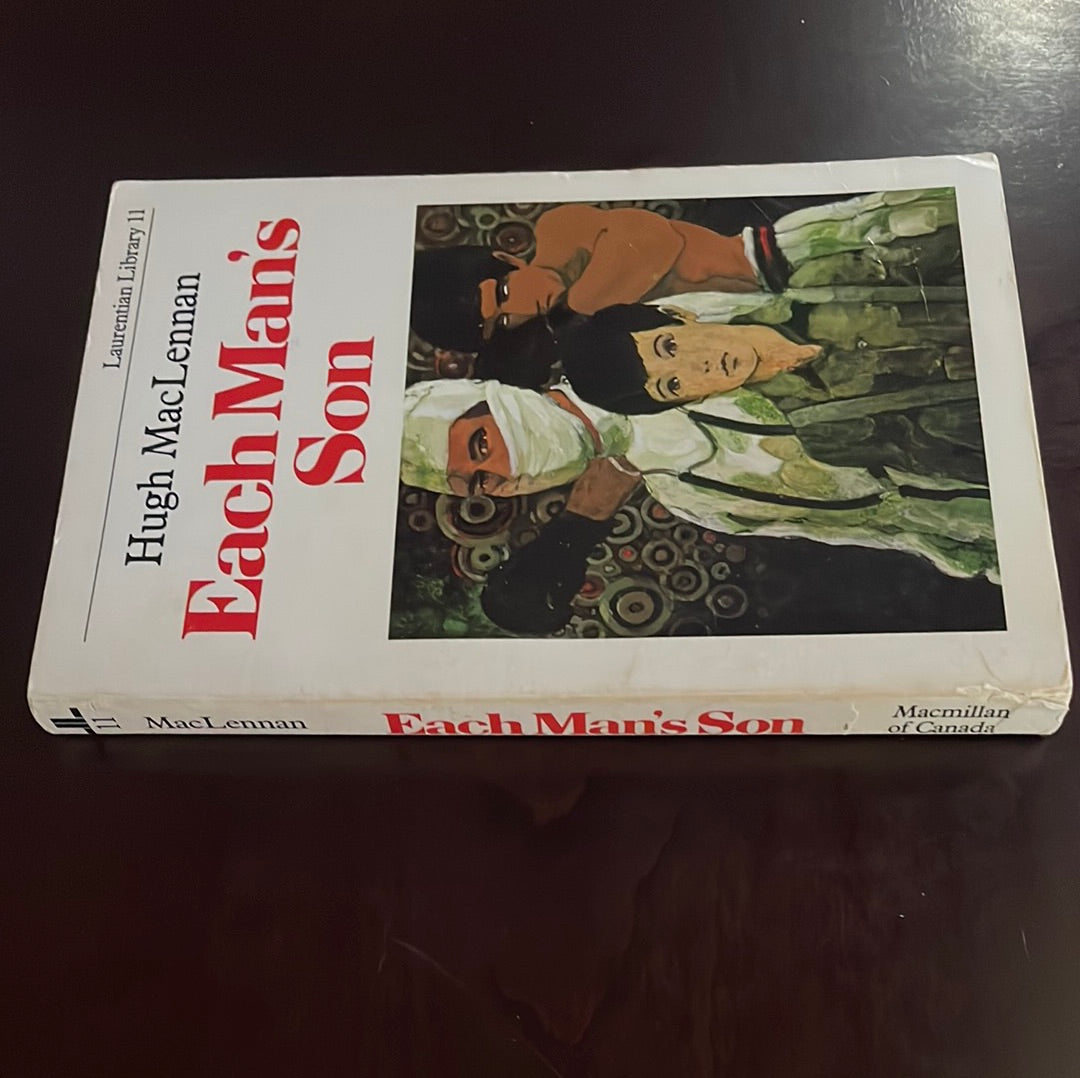 Laurentian Library 11
Hugh MacLennan
Each Man's
Son
11
MacLennan
Each Man's Son
Macmillan
of Canada